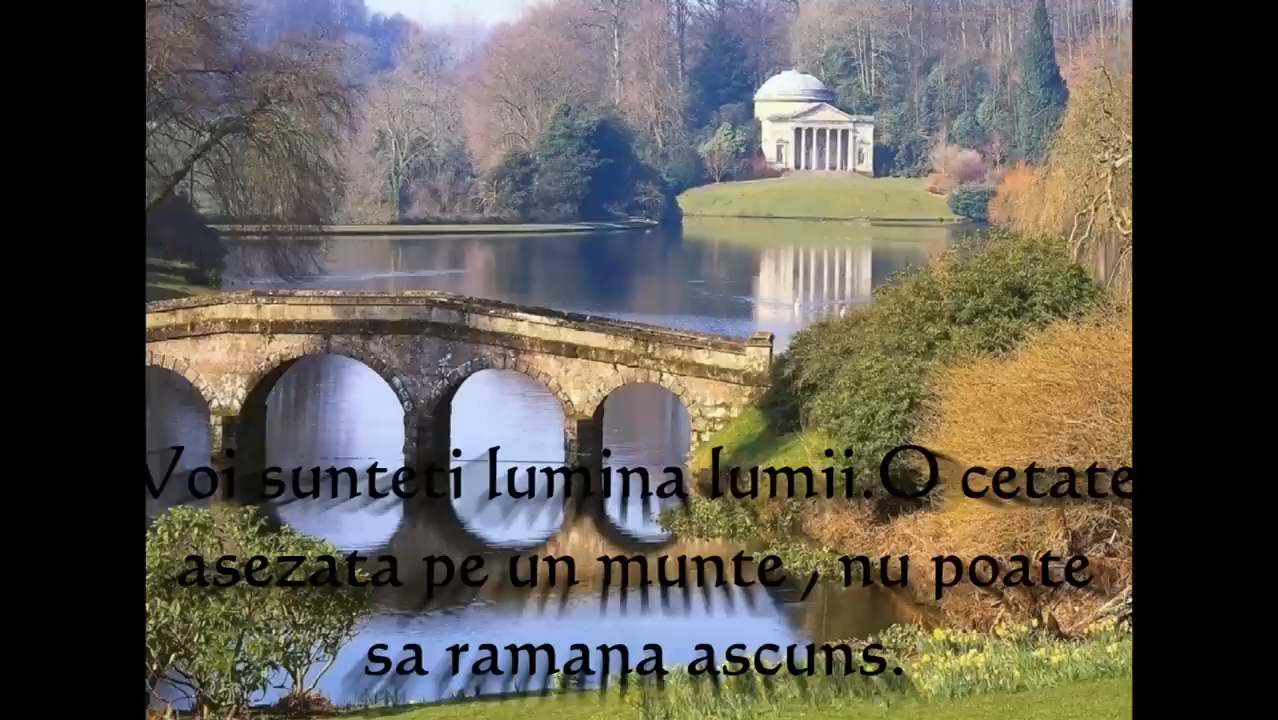 Voi sunteti lumina lumii.O cetate
asezata pe un munte , nu poate
sa ramana ascuns.